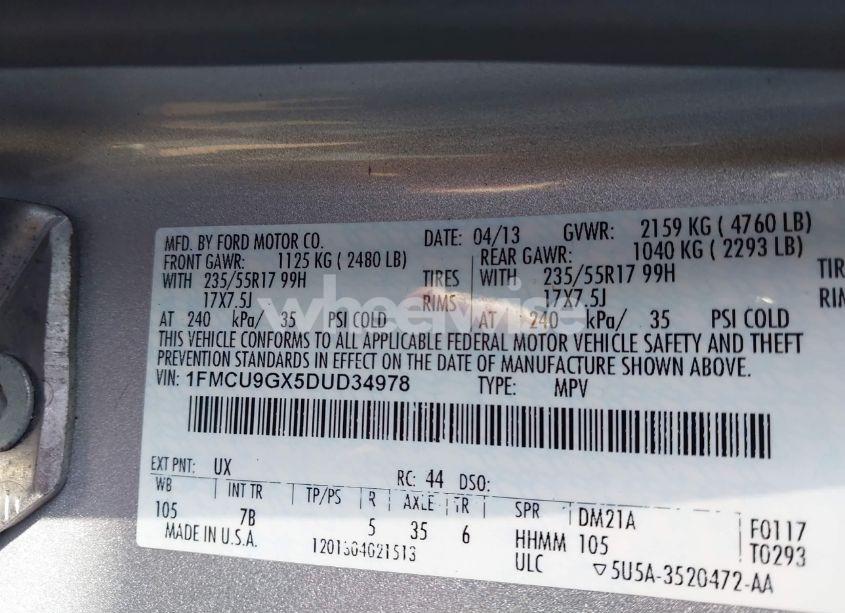 MFD. BY FORD MOTOR CO. DATE: 04/13 GVWR: 2159 KG ( 4760 LB)
FRONT GAWR: 1125 KG ( 2480 LB) REAR GAWR: 1040 KG ( 2293 LB)
WITH 235/55R17 99H TIRES WITH 235/55R17 99H TIR
17X7.5J RIMS 17X7.5J RIM
AT 240 kPa/ 35 PSI COLD AT 240 kPa/ 35 PSI COLD
wheelwise
THIS VEHICLE CONFORMS TO ALL APPLICABLE FEDERAL MOTOR VEHICLE SAFETY AND THEFT
PREVENTION STANDARDS IN EFFECT ON THE DATE OF MANUFACTURE SHOWN ABOVE.
VIN: 1FMCU9GX5DUD34978 TYPE: MPV
EXT PNT: UX RC: 44 DSO:
WB INT TR TP/PS R AXLE TR SPR DM21A F0117
105 7B 5 35 6 HHMM 105 T0293
MADE IN U.S.A. 1201304021513 ULC ▽5U5A-3520472-AA